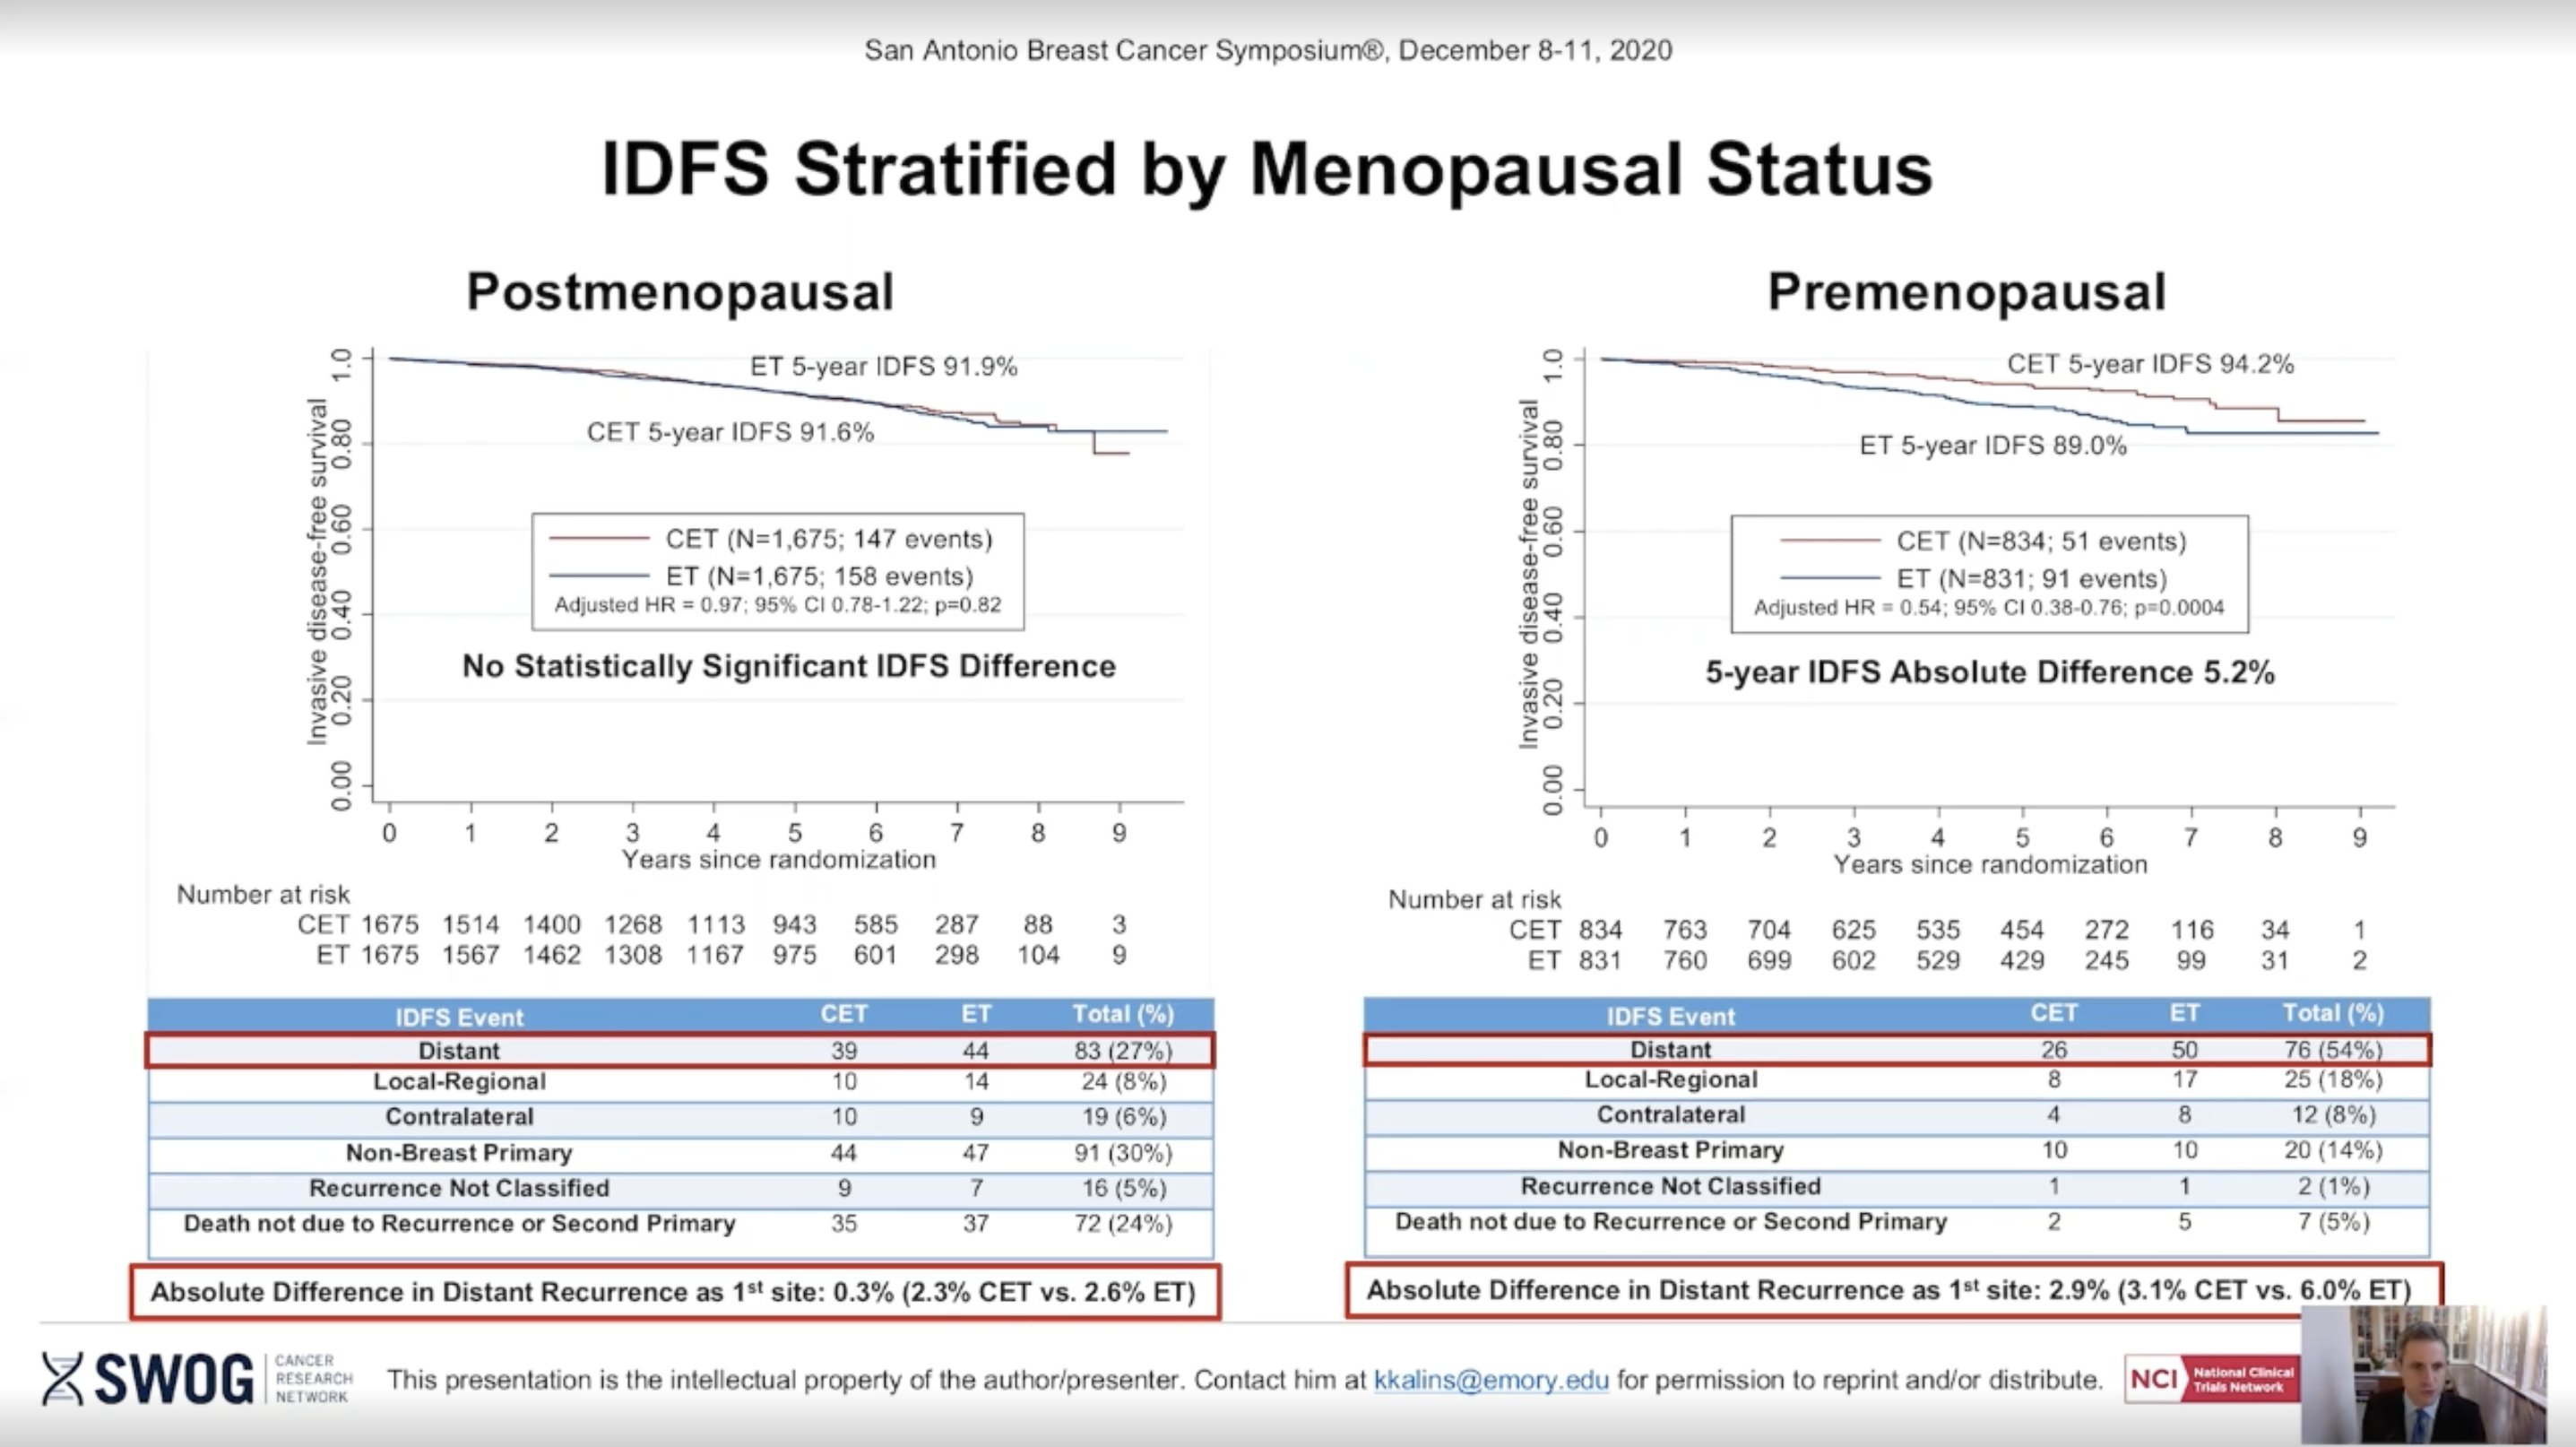 San Antonio Breast Cancer Symposium®, December 8-11, 2020
IDFS Stratified by Menopausal Status
Postmenopausal
Invasive disease-free survival
1.0
0.80
0.60
0.40
0.20
0.00
ET 5-year IDFS 91.9%
CET 5-year IDFS 91.6%
CET (N=1,675; 147 events)
ET (N=1,675; 158 events)
Adjusted HR = 0.97; 95% CI 0.78-1.22; p=0.82
No Statistically Significant IDFS Difference
0 1 2 3 4 5 6 7 8 9
Years since randomization
Number at risk
CET 1675 1514 1400 1268 1113 943 585 287 88 3
ET 1675 1567 1462 1308 1167 975 601 298 104 9
IDFS Event CET ET Total (%)
Distant 39 44 83 (27%)
Local-Regional 10 14 24 (8%)
Contralateral 10 9 19 (6%)
Non-Breast Primary 44 47 91 (30%)
Recurrence Not Classified 9 7 16 (5%)
Death not due to Recurrence or Second Primary 35 37 72 (24%)
Absolute Difference in Distant Recurrence as 1st site: 0.3% (2.3% CET vs. 2.6% ET)
Premenopausal
Invasive disease-free survival
1.0
0.80
0.60
0.40
0.20
0.00
CET 5-year IDFS 94.2%
ET 5-year IDFS 89.0%
CET (N=834; 51 events)
ET (N=831; 91 events)
Adjusted HR = 0.54; 95% CI 0.38-0.76; p=0.0004
5-year IDFS Absolute Difference 5.2%
0 1 2 3 4 5 6 7 8 9
Years since randomization
Number at risk
CET 834 763 704 625 535 454 272 116 34 1
ET 831 760 699 602 529 429 245 99 31 2
IDFS Event CET ET Total (%)
Distant 26 50 76 (54%)
Local-Regional 8 17 25 (18%)
Contralateral 4 8 12 (8%)
Non-Breast Primary 10 10 20 (14%)
Recurrence Not Classified 1 1 2 (1%)
Death not due to Recurrence or Second Primary 2 5 7 (5%)
Absolute Difference in Distant Recurrence as 1st site: 2.9% (3.1% CET vs. 6.0% ET)
SWOG
CANCER
RESEARCH
NETWORK
This presentation is the intellectual property of the author/presenter. Contact him at kkalins@emory.edu for permission to reprint and/or distribute.
NCI
National Clinical
Trials Network